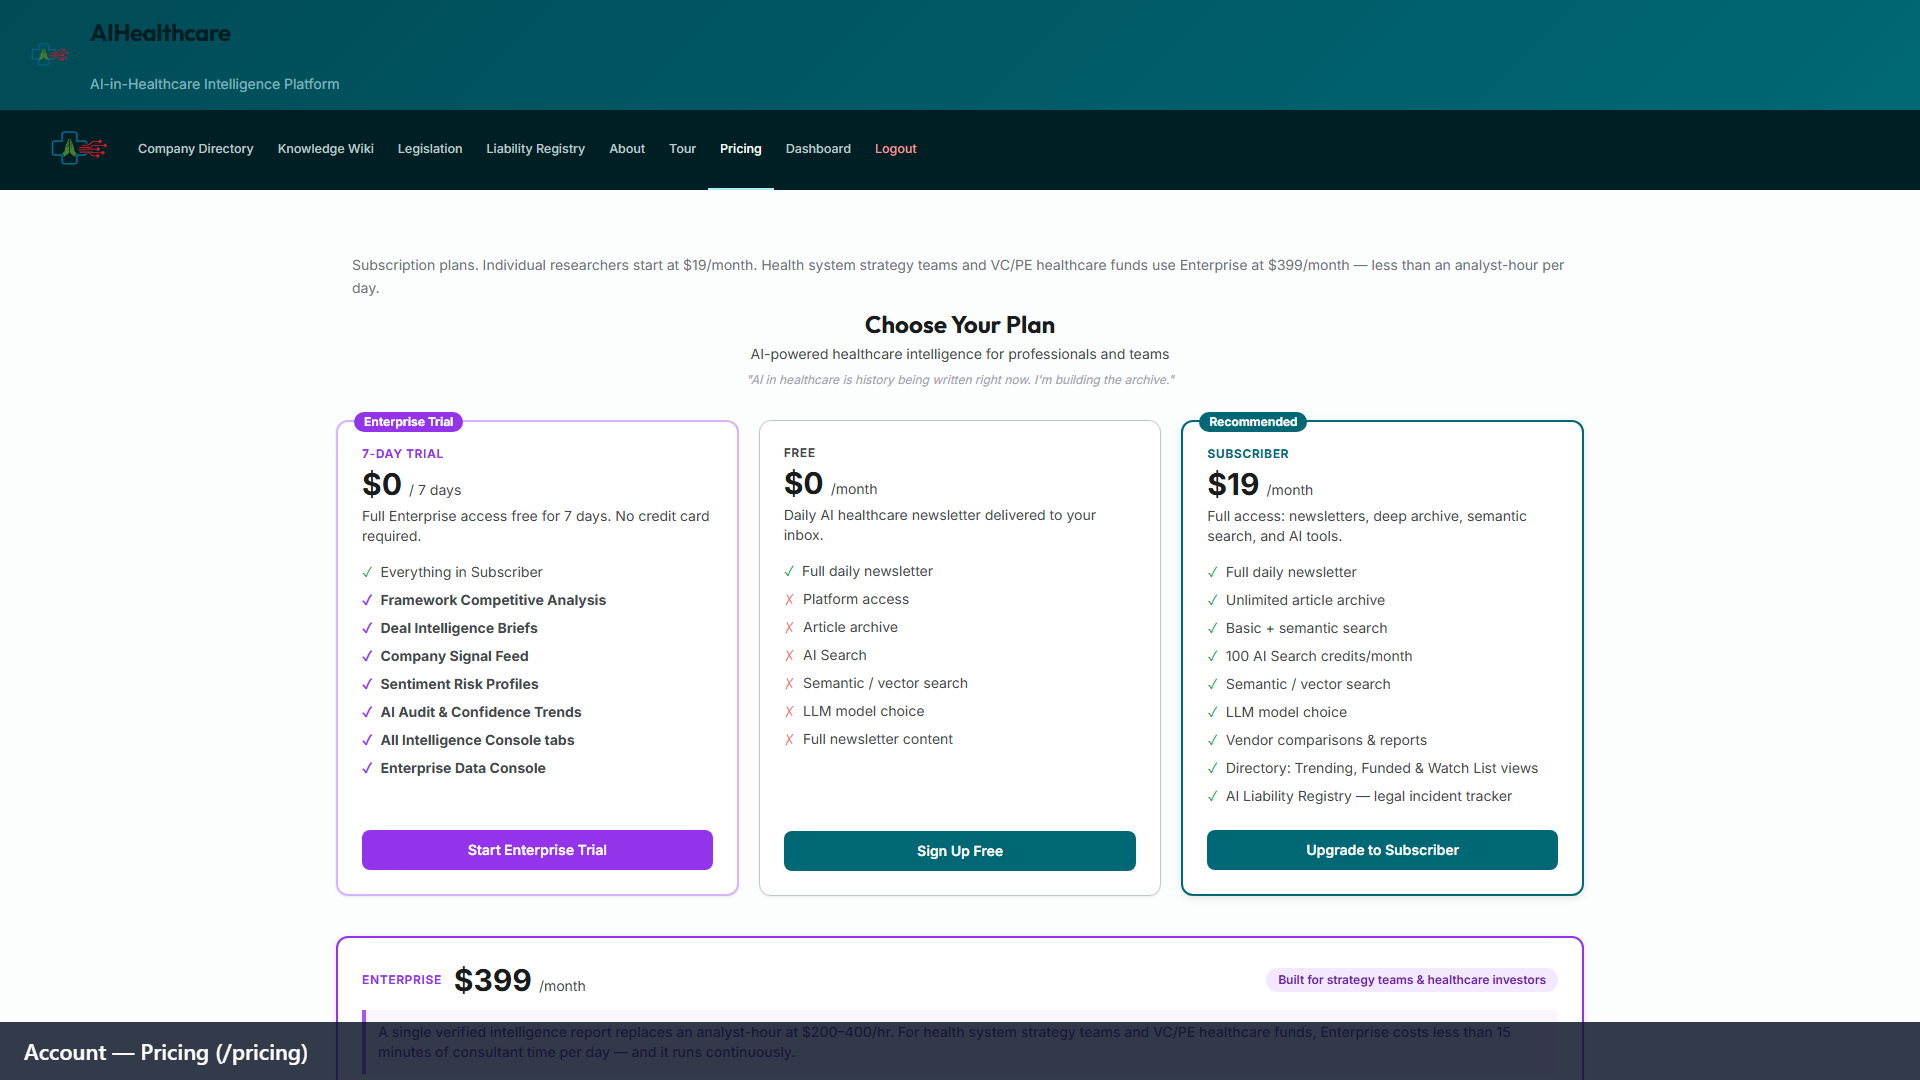 AIHealthcare
AI-in-Healthcare Intelligence Platform
Company Directory
Knowledge Wiki
Legislation
Liability Registry
About
Tour
Pricing
Dashboard
Logout
Subscription plans. Individual researchers start at $19/month. Health system strategy teams and VC/PE healthcare funds use Enterprise at $399/month — less than an analyst-hour per
day.
Choose Your Plan
AI-powered healthcare intelligence for professionals and teams
"AI in healthcare is history being written right now. I'm building the archive."
Enterprise Trial
7-DAY TRIAL
$0 / 7 days
Full Enterprise access free for 7 days. No credit card
required.
✓ Everything in Subscriber
✓ Framework Competitive Analysis
✓ Deal Intelligence Briefs
✓ Company Signal Feed
✓ Sentiment Risk Profiles
✓ AI Audit & Confidence Trends
✓ All Intelligence Console tabs
✓ Enterprise Data Console
Start Enterprise Trial
FREE
$0 /month
Daily AI healthcare newsletter delivered to your
inbox.
✓ Full daily newsletter
✗ Platform access
✗ Article archive
✗ AI Search
✗ Semantic / vector search
✗ LLM model choice
✗ Full newsletter content
Sign Up Free
Recommended
SUBSCRIBER
$19 /month
Full access: newsletters, deep archive, semantic
search, and AI tools.
✓ Full daily newsletter
✓ Unlimited article archive
✓ Basic + semantic search
✓ 100 AI Search credits/month
✓ Semantic / vector search
✓ LLM model choice
✓ Vendor comparisons & reports
✓ Directory: Trending, Funded & Watch List views
✓ AI Liability Registry — legal incident tracker
Upgrade to Subscriber
ENTERPRISE $399 /month
Built for strategy teams & healthcare investors
A single verified intelligence report replaces an analyst-hour at $200–400/hr. For health system strategy teams and VC/PE healthcare funds, Enterprise costs less than 15
minutes of consultant time per day — and it runs continuously.
Account — Pricing (/pricing)